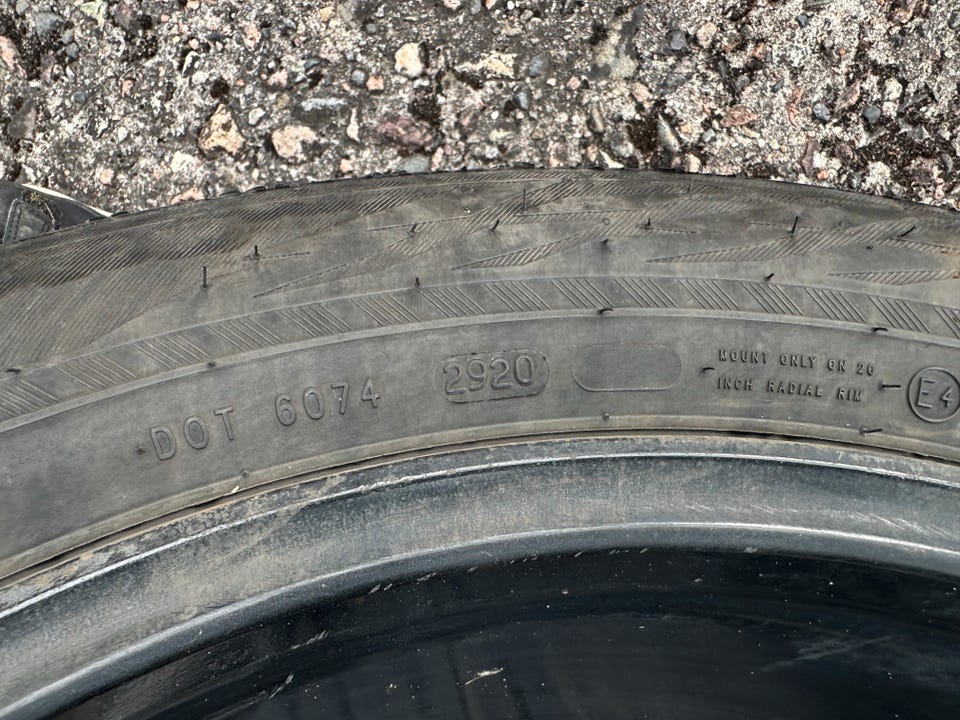 DOT 6074 2920
MOUNT ONLY ON 20
INCH RADIAL RIM
E4